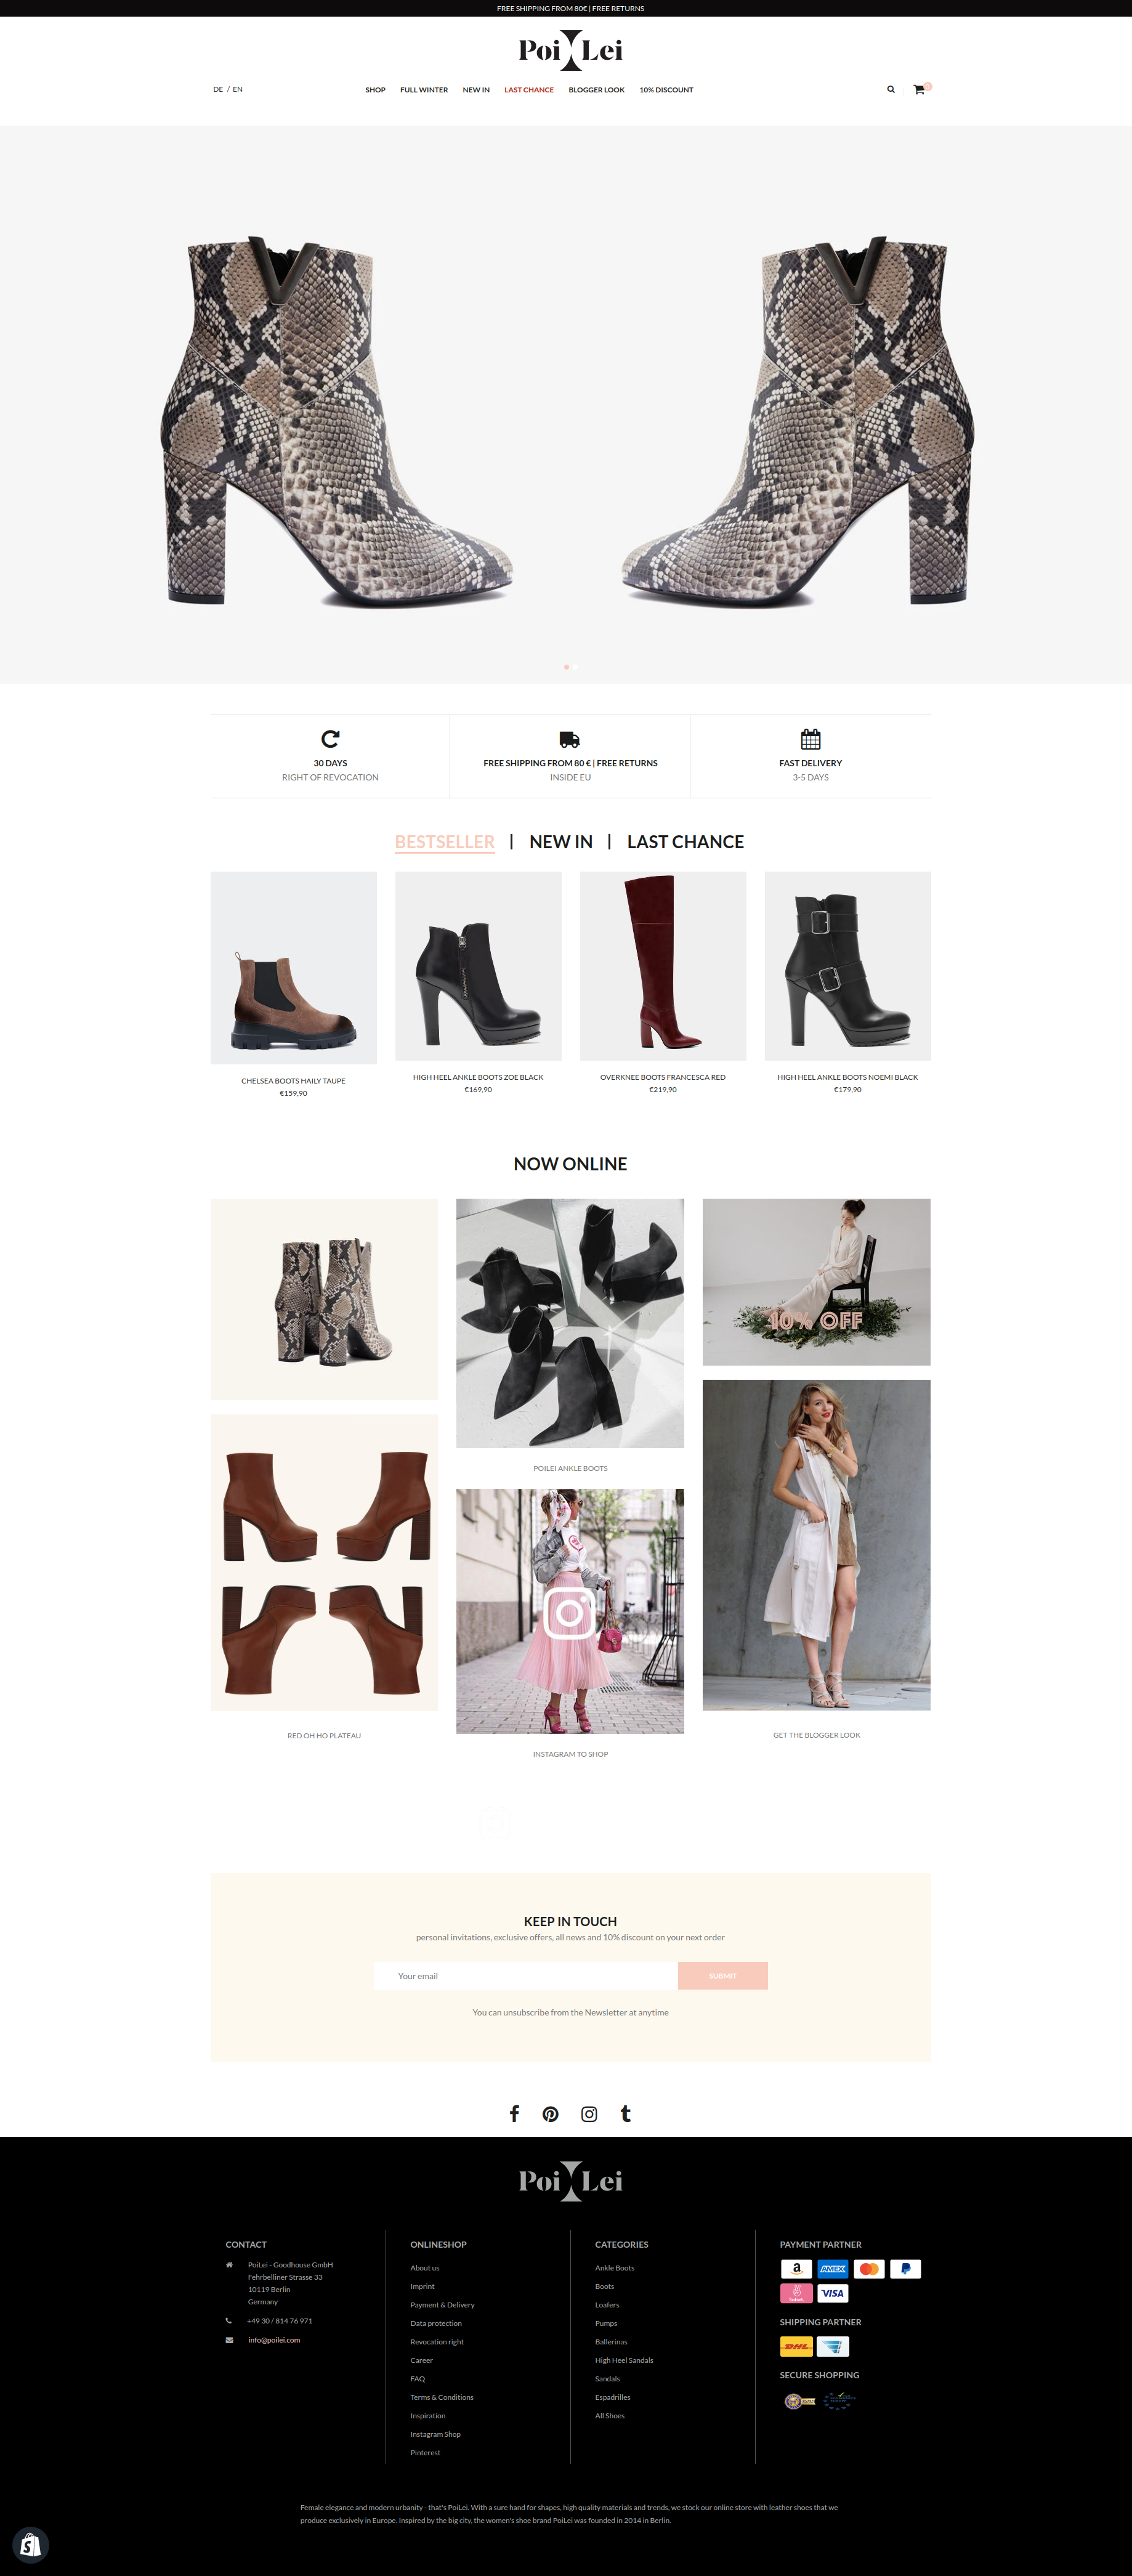 FREE SHIPPING FROM 80€ | FREE RETURNS
Poi Lei
DE / EN
SHOP FULL WINTER NEW IN LAST CHANCE BLOGGER LOOK 10% DISCOUNT
0
30 DAYS
RIGHT OF REVOCATION
FREE SHIPPING FROM 80 € | FREE RETURNS
INSIDE EU
FAST DELIVERY
3-5 DAYS
BESTSELLER | NEW IN | LAST CHANCE
CHELSEA BOOTS HAILY TAUPE
€159,90
HIGH HEEL ANKLE BOOTS ZOE BLACK
€169,90
OVERKNEE BOOTS FRANCESCA RED
€219,90
HIGH HEEL ANKLE BOOTS NOEMI BLACK
€179,90
NOW ONLINE
10% OFF
POILEI ANKLE BOOTS
RED OH HO PLATEAU
INSTAGRAM TO SHOP
GET THE BLOGGER LOOK
KEEP IN TOUCH
personal invitations, exclusive offers, all news and 10% discount on your next order
Your email
SUBMIT
You can unsubscribe from the Newsletter at anytime
Poi Lei
CONTACT
PoiLei - Goodhouse GmbH
Fehrbelliner Strasse 33
10119 Berlin
Germany
+49 30 / 814 76 971
info@poilei.com
ONLINESHOP
About us
Imprint
Payment & Delivery
Data protection
Revocation right
Career
FAQ
Terms & Conditions
Inspiration
Instagram Shop
Pinterest
CATEGORIES
Ankle Boots
Boots
Loafers
Pumps
Ballerinas
High Heel Sandals
Sandals
Espadrilles
All Shoes
PAYMENT PARTNER
a
AMEX
Sofort.
VISA
SHIPPING PARTNER
DHL
SECURE SHOPPING
Female elegance and modern urbanity - that's PoiLei. With a sure hand for shapes, high quality materials and trends, we stock our online store with leather shoes that we
produce exclusively in Europe. Inspired by the big city, the women's shoe brand PoiLei was founded in 2014 in Berlin.